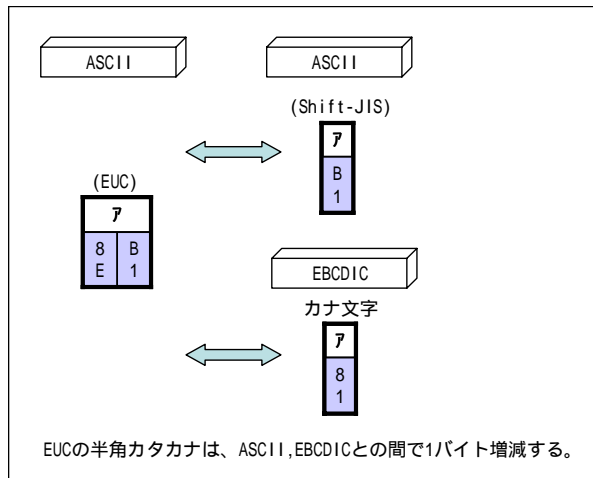 ASCII
ASCII
(Shift-JIS)
ア
B
1
(EUC)
ア
8 B
E 1
EBCDIC
カナ文字
ア
8
1
EUCの半角カタカナは、ASCII,EBCDICとの間で1バイト増減する。